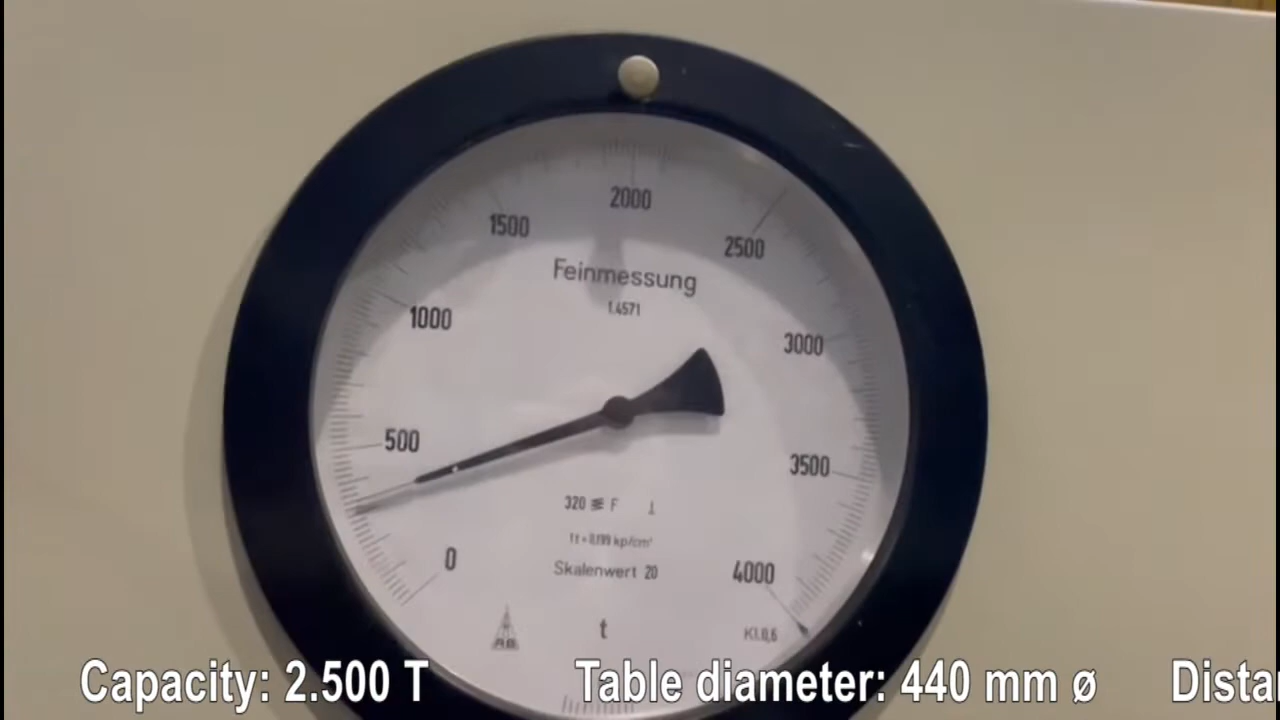 2000
1500
2500
Feinmessung
1.4571
1000
3000
500
3500
320 F
1t = 0,199 kp/cm²
0
Skalenwert 20
4000
t
Kl.0,6
Capacity: 2.500 T Table diameter: 440 mm ø Dista